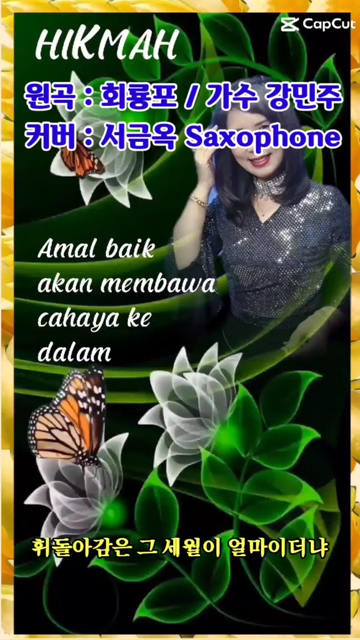 CapCut
HIKMAH
원곡 : 회룡포 / 가수 강민주
커버 : 서금옥 Saxophone
Amal baik
akan membawa
cahaya ke
dalam
휘돌아감은 그 세월이 얼마이더냐